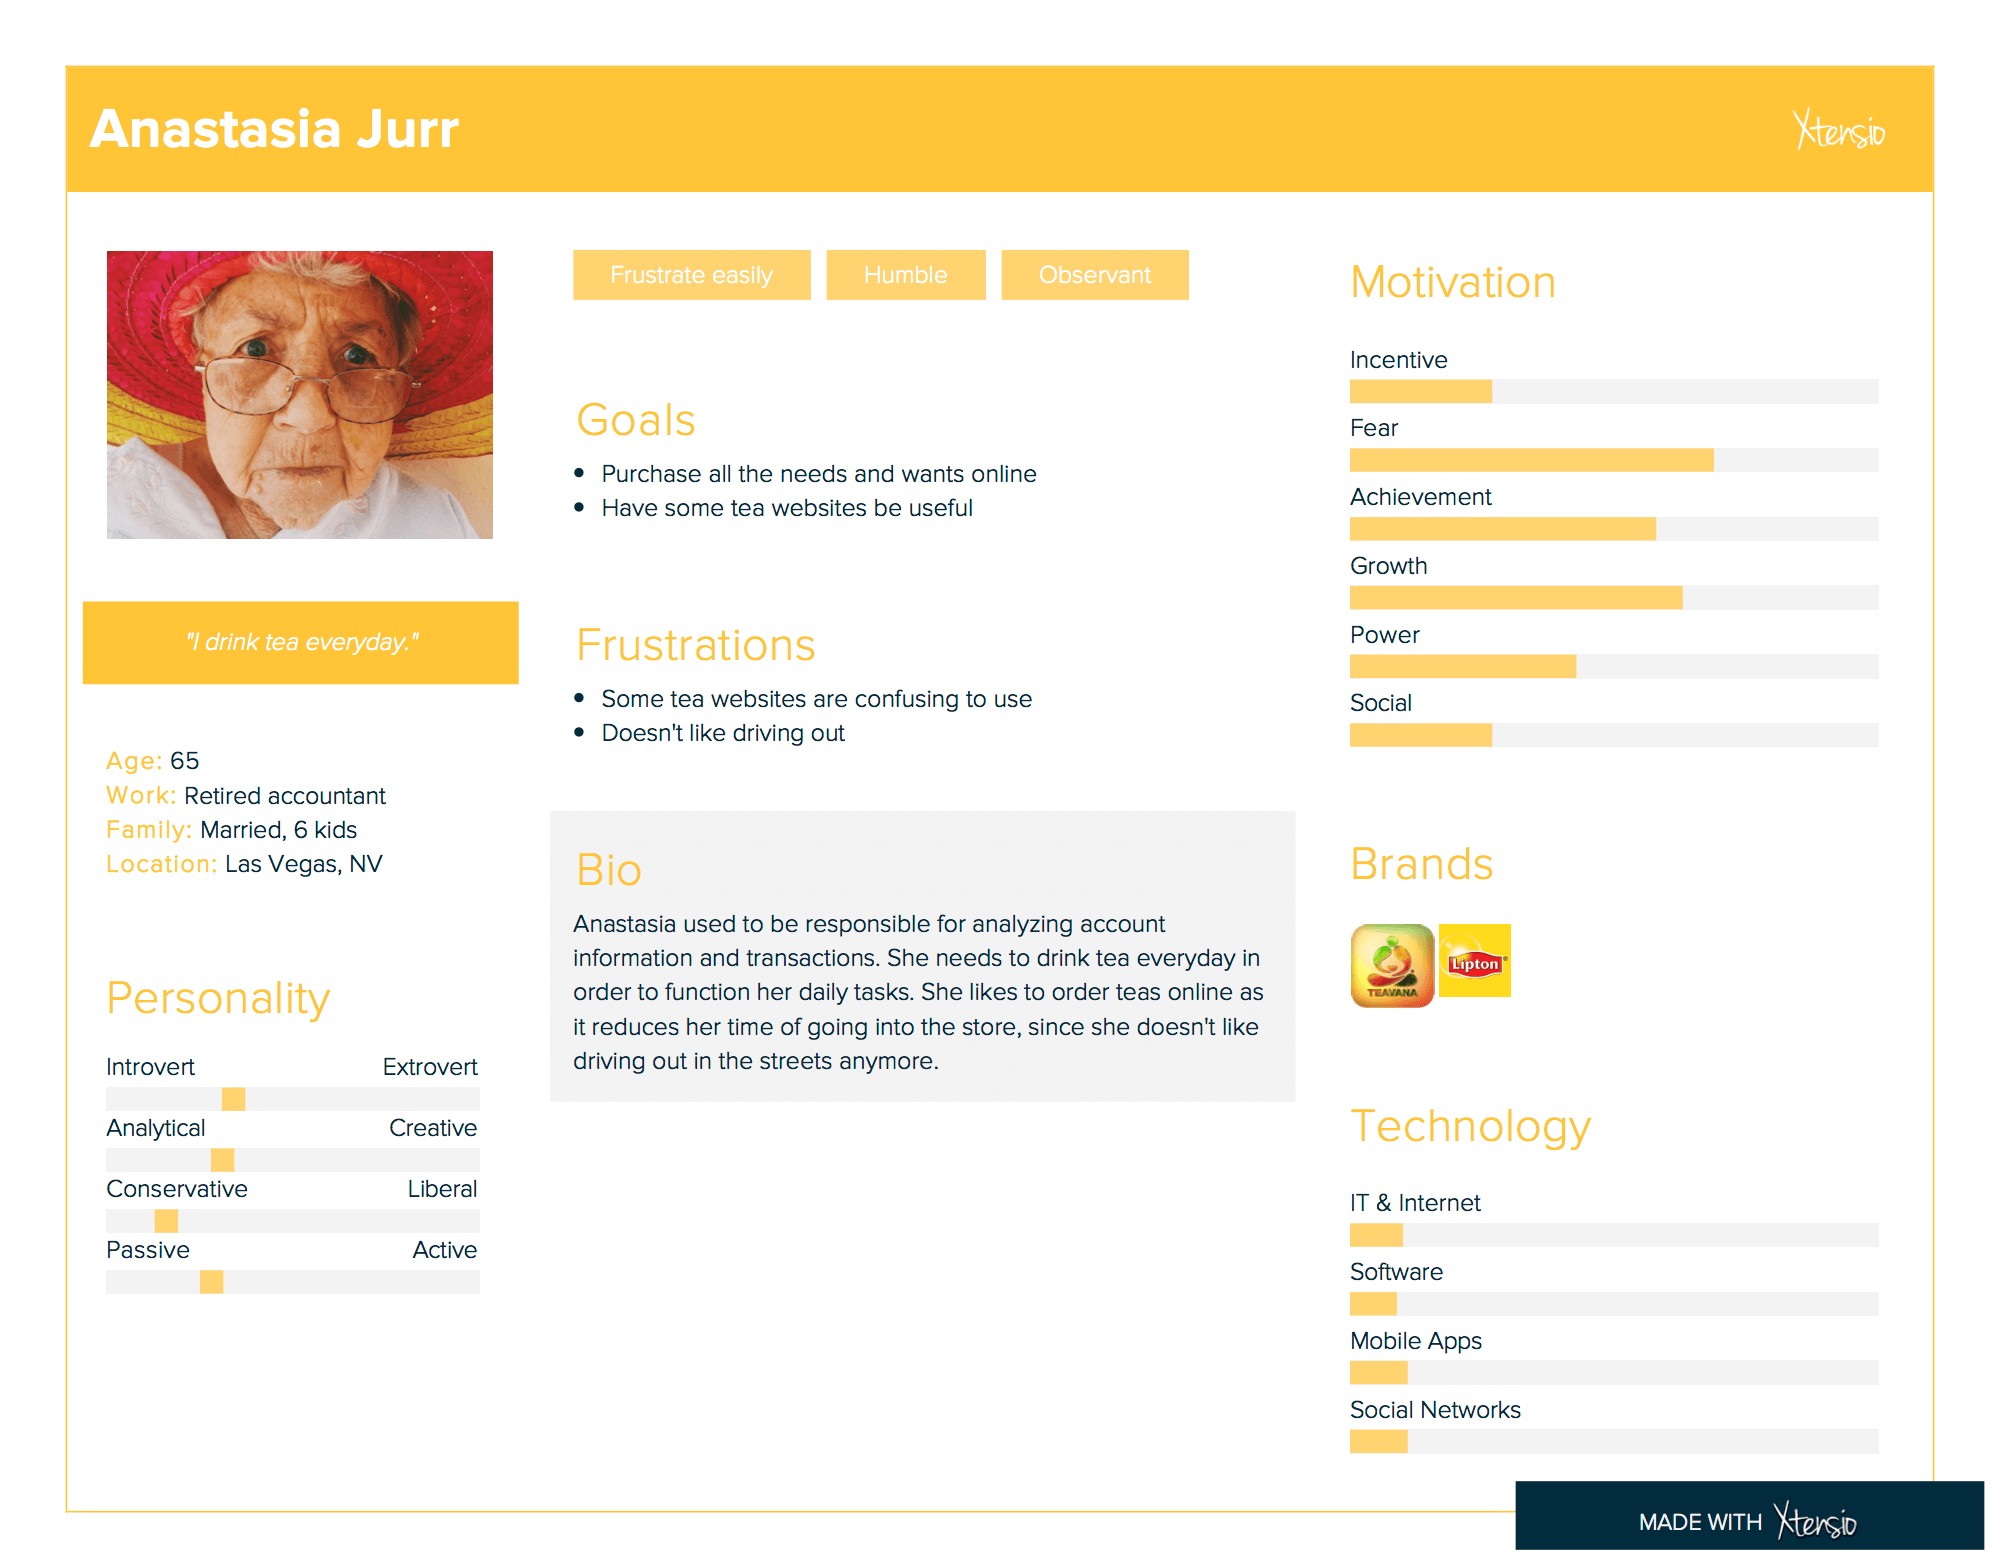 Anastasia Jurr
Xtensio
"I drink tea everyday."
Age: 65
Work: Retired accountant
Family: Married, 6 kids
Location: Las Vegas, NV
Personality
Introvert Extrovert
Analytical Creative
Conservative Liberal
Passive Active
Frustrate easily Humble Observant
Goals
• Purchase all the needs and wants online
• Have some tea websites be useful
Frustrations
• Some tea websites are confusing to use
• Doesn't like driving out
Bio
Anastasia used to be responsible for analyzing account
information and transactions. She needs to drink tea everyday in
order to function her daily tasks. She likes to order teas online as
it reduces her time of going into the store, since she doesn't like
driving out in the streets anymore.
Motivation
Incentive
Fear
Achievement
Growth
Power
Social
Brands
TEAVANA
Lipton
Technology
IT & Internet
Software
Mobile Apps
Social Networks
MADE WITH Xtensio